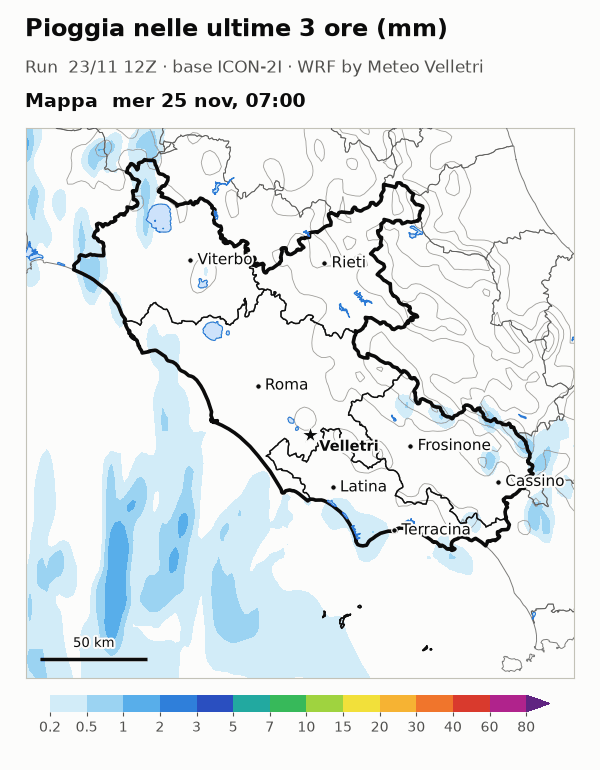 Pioggia nelle ultime 3 ore (mm)
Run 23/11 12Z · base ICON-2I · WRF by Meteo Velletri
Mappa mer 25 nov, 07:00
Viterbo
Rieti
Roma
Velletri
Frosinone
Latina
Cassino
Terracina
50 km
0.2 0.5 1 2 3 5 7 10 15 20 30 40 60 80